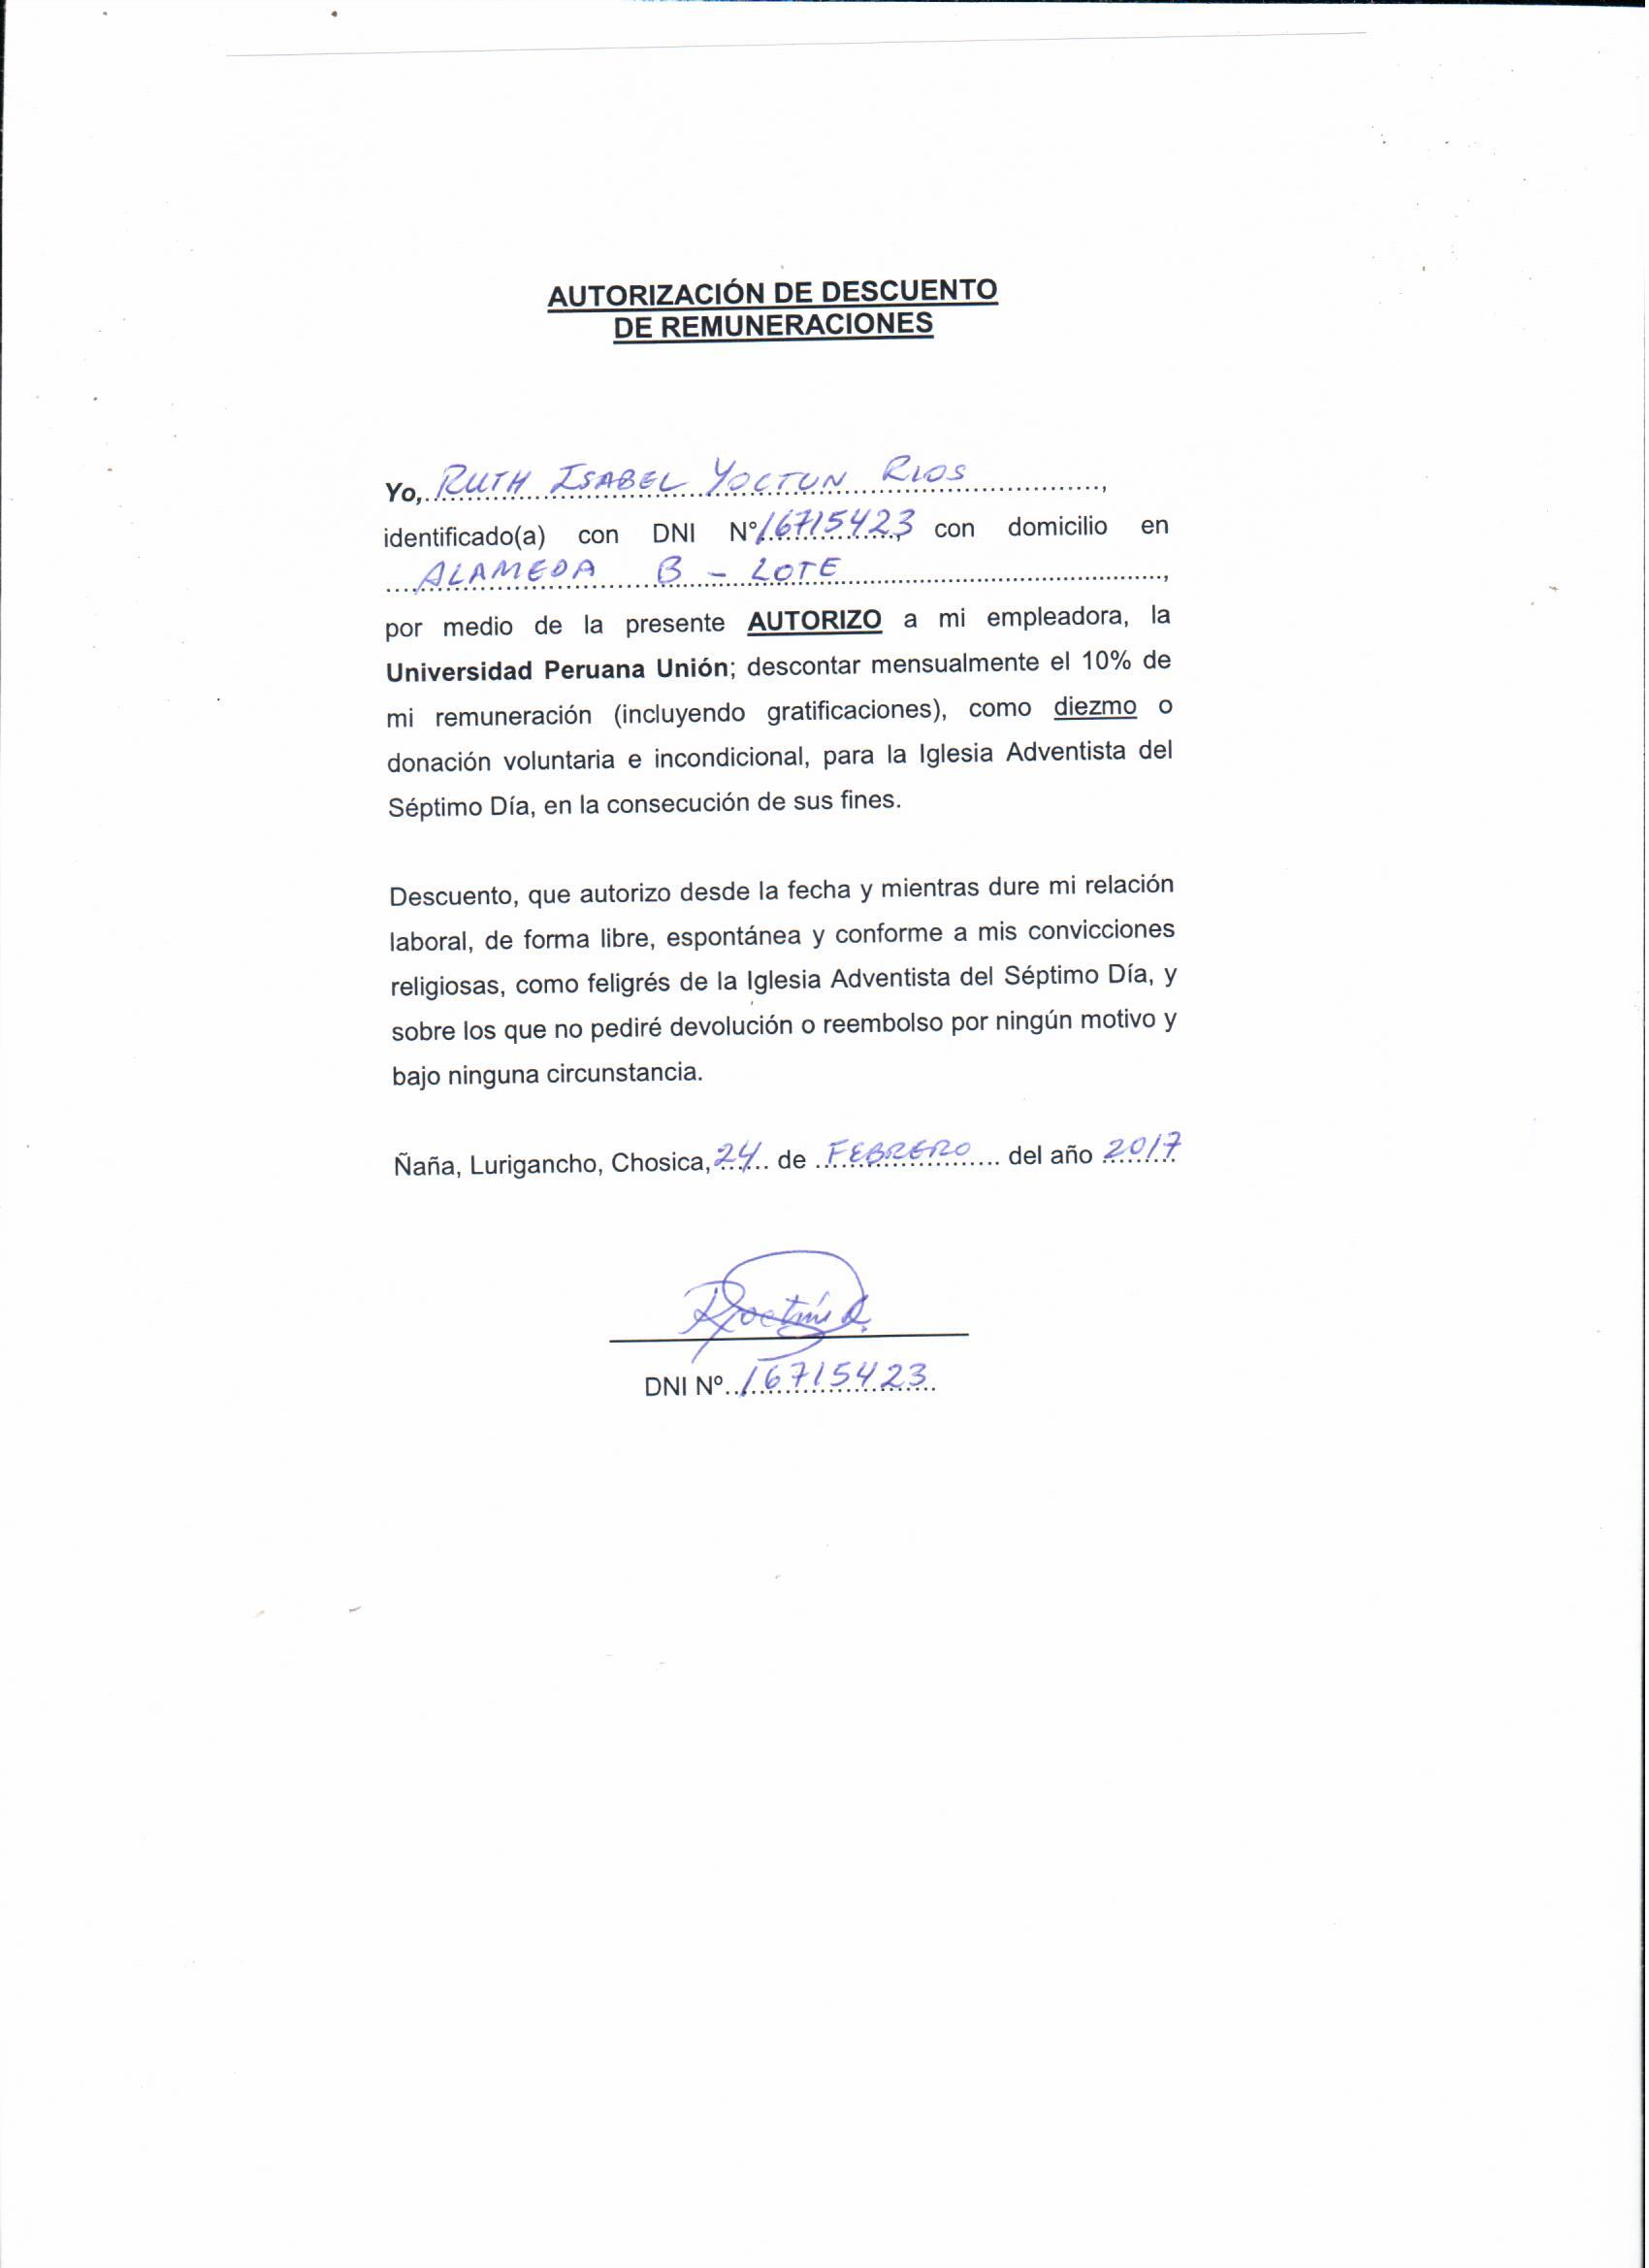 AUTORIZACIÓN DE DESCUENTO
DE REMUNERACIONES
Yo, RUTH ISABEL YOCTUN RIOS,
identificado(a) con DNI Nº 16715423, con domicilio en
ALAMEDA B - LOTE,
por medio de la presente AUTORIZO a mi empleadora, la
Universidad Peruana Unión; descontar mensualmente el 10% de
mi remuneración (incluyendo gratificaciones), como diezmo o
donación voluntaria e incondicional, para la Iglesia Adventista del
Séptimo Día, en la consecución de sus fines.
Descuento, que autorizo desde la fecha y mientras dure mi relación
laboral, de forma libre, espontánea y conforme a mis convicciones
religiosas, como feligrés de la Iglesia Adventista del Séptimo Día, y
sobre los que no pediré devolución o reembolso por ningún motivo y
bajo ninguna circunstancia.
Ñaña, Lurigancho, Chosica, 24 de FEBRERO del año 2017
RYoctún R.
DNI Nº 16715423